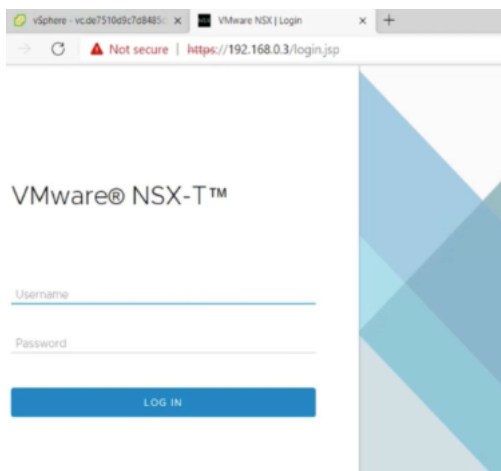 vSphere - vc.de7510d9c7d8485c
VMware NSX | Login
Not secure | https://192.168.0.3/login.jsp
VMware® NSX-T™
Username
Password
LOG IN